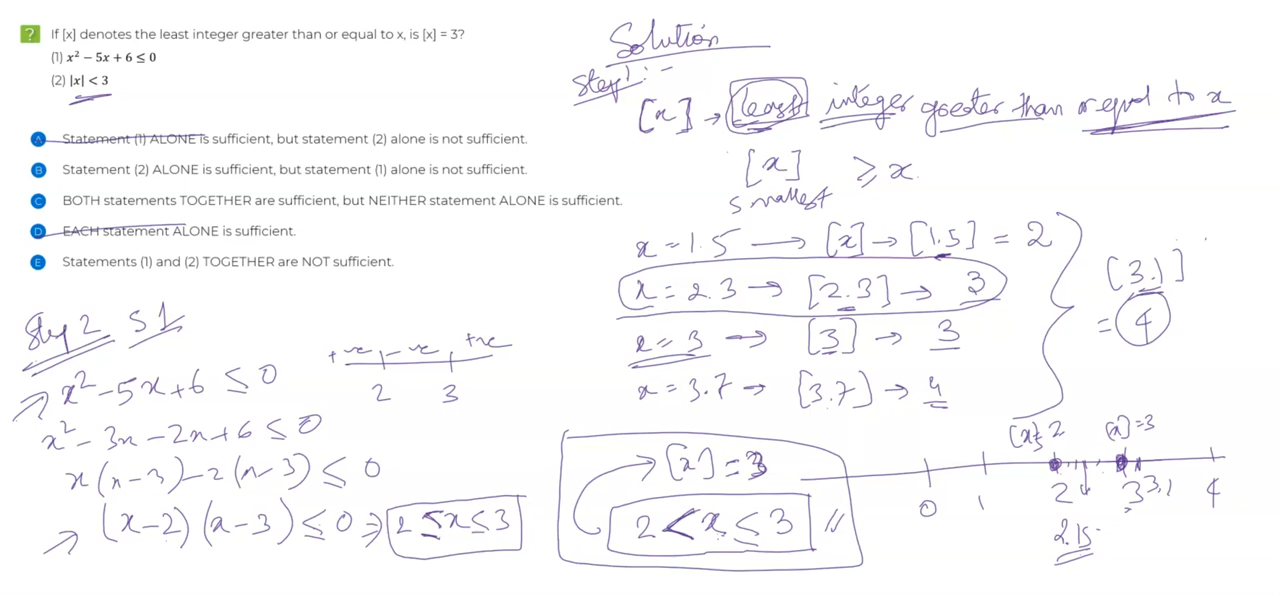 ? If [x] denotes the least integer greater than or equal to x, is [x] = 3?
(1) x² − 5x + 6 ≤ 0
(2) |x| < 3
A Statement (1) ALONE is sufficient, but statement (2) alone is not sufficient.
B Statement (2) ALONE is sufficient, but statement (1) alone is not sufficient.
C BOTH statements TOGETHER are sufficient, but NEITHER statement ALONE is sufficient.
D EACH statement ALONE is sufficient.
E Statements (1) and (2) TOGETHER are NOT sufficient.
Solution
Step 1:-
[x] → least integer greater than or equal to x
[x] ≥ x
smallest
x = 1.5 → [x] → [1.5] = 2
x = 2.3 → [2.3] → 3
x = 3 → [3] → 3
x = 3.7 → [3.7] → 4
[3.1]
= 4
Step 2 S1
x² - 5x + 6 ≤ 0
+ve -ve +ve
2 3
x² - 3x - 2x + 6 ≤ 0
x(x-3) - 2(x-3) ≤ 0
(x-2)(x-3) ≤ 0 ⇒ 2 ≤ x ≤ 3
→ [x] = 3
2 < x ≤ 3 //
[x] = 2 [x] = 3
0 1 2 3 3.1 4
2.15